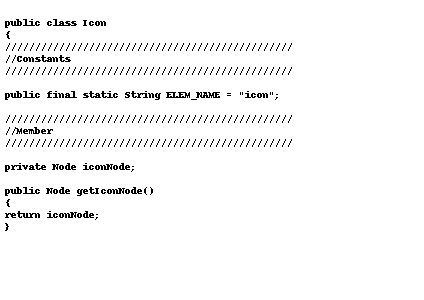 public class Icon
{
////////////////////////////////////////////////
//Constants
////////////////////////////////////////////////
public final static String ELEM_NAME = "icon";
////////////////////////////////////////////////
//Member
////////////////////////////////////////////////
private Node iconNode;
public Node getIconNode()
{
return iconNode;
}